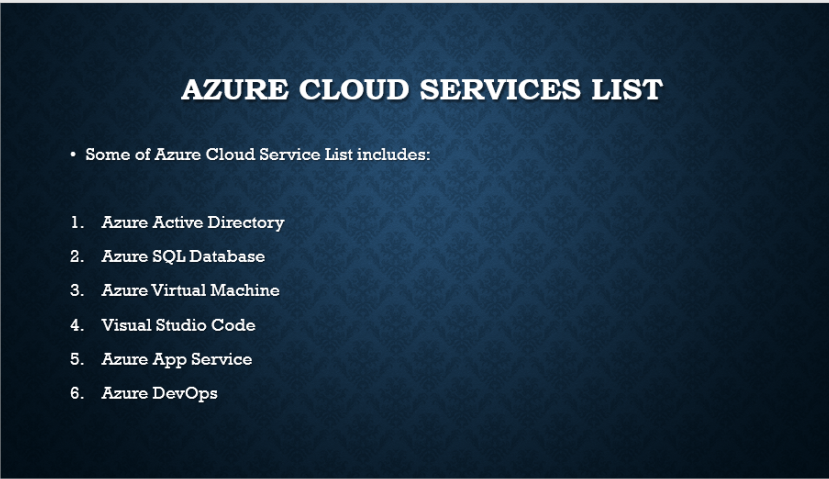 AZURE CLOUD SERVICES LIST
• Some of Azure Cloud Service List includes:
1. Azure Active Directory
2. Azure SQL Database
3. Azure Virtual Machine
4. Visual Studio Code
5. Azure App Service
6. Azure DevOps